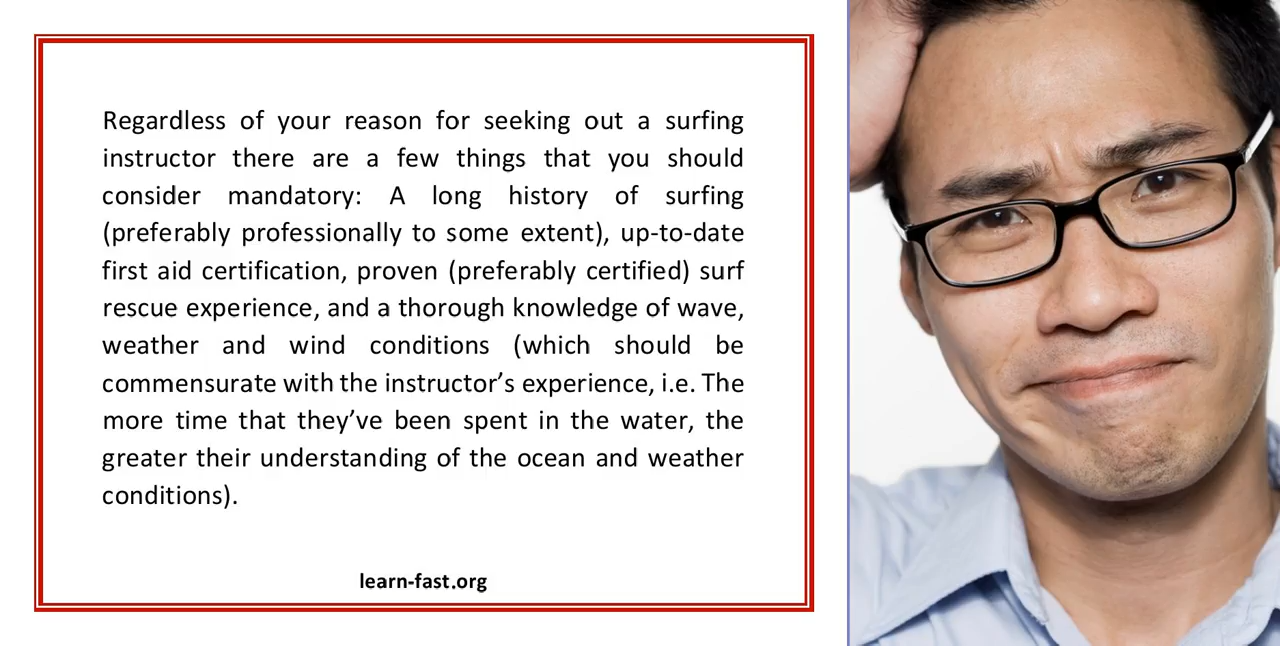 Regardless of your reason for seeking out a surfing
instructor there are a few things that you should
consider mandatory: A long history of surfing
(preferably professionally to some extent), up-to-date
first aid certification, proven (preferably certified) surf
rescue experience, and a thorough knowledge of wave,
weather and wind conditions (which should be
commensurate with the instructor’s experience, i.e. The
more time that they’ve been spent in the water, the
greater their understanding of the ocean and weather
conditions).
learn-fast.org